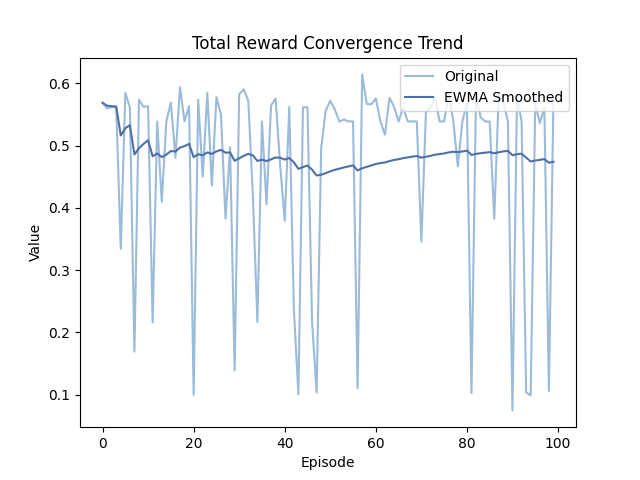 Total Reward Convergence Trend
Original
EWMA Smoothed
Value
0.6
0.5
0.4
0.3
0.2
0.1
0 20 40 60 80 100
Episode